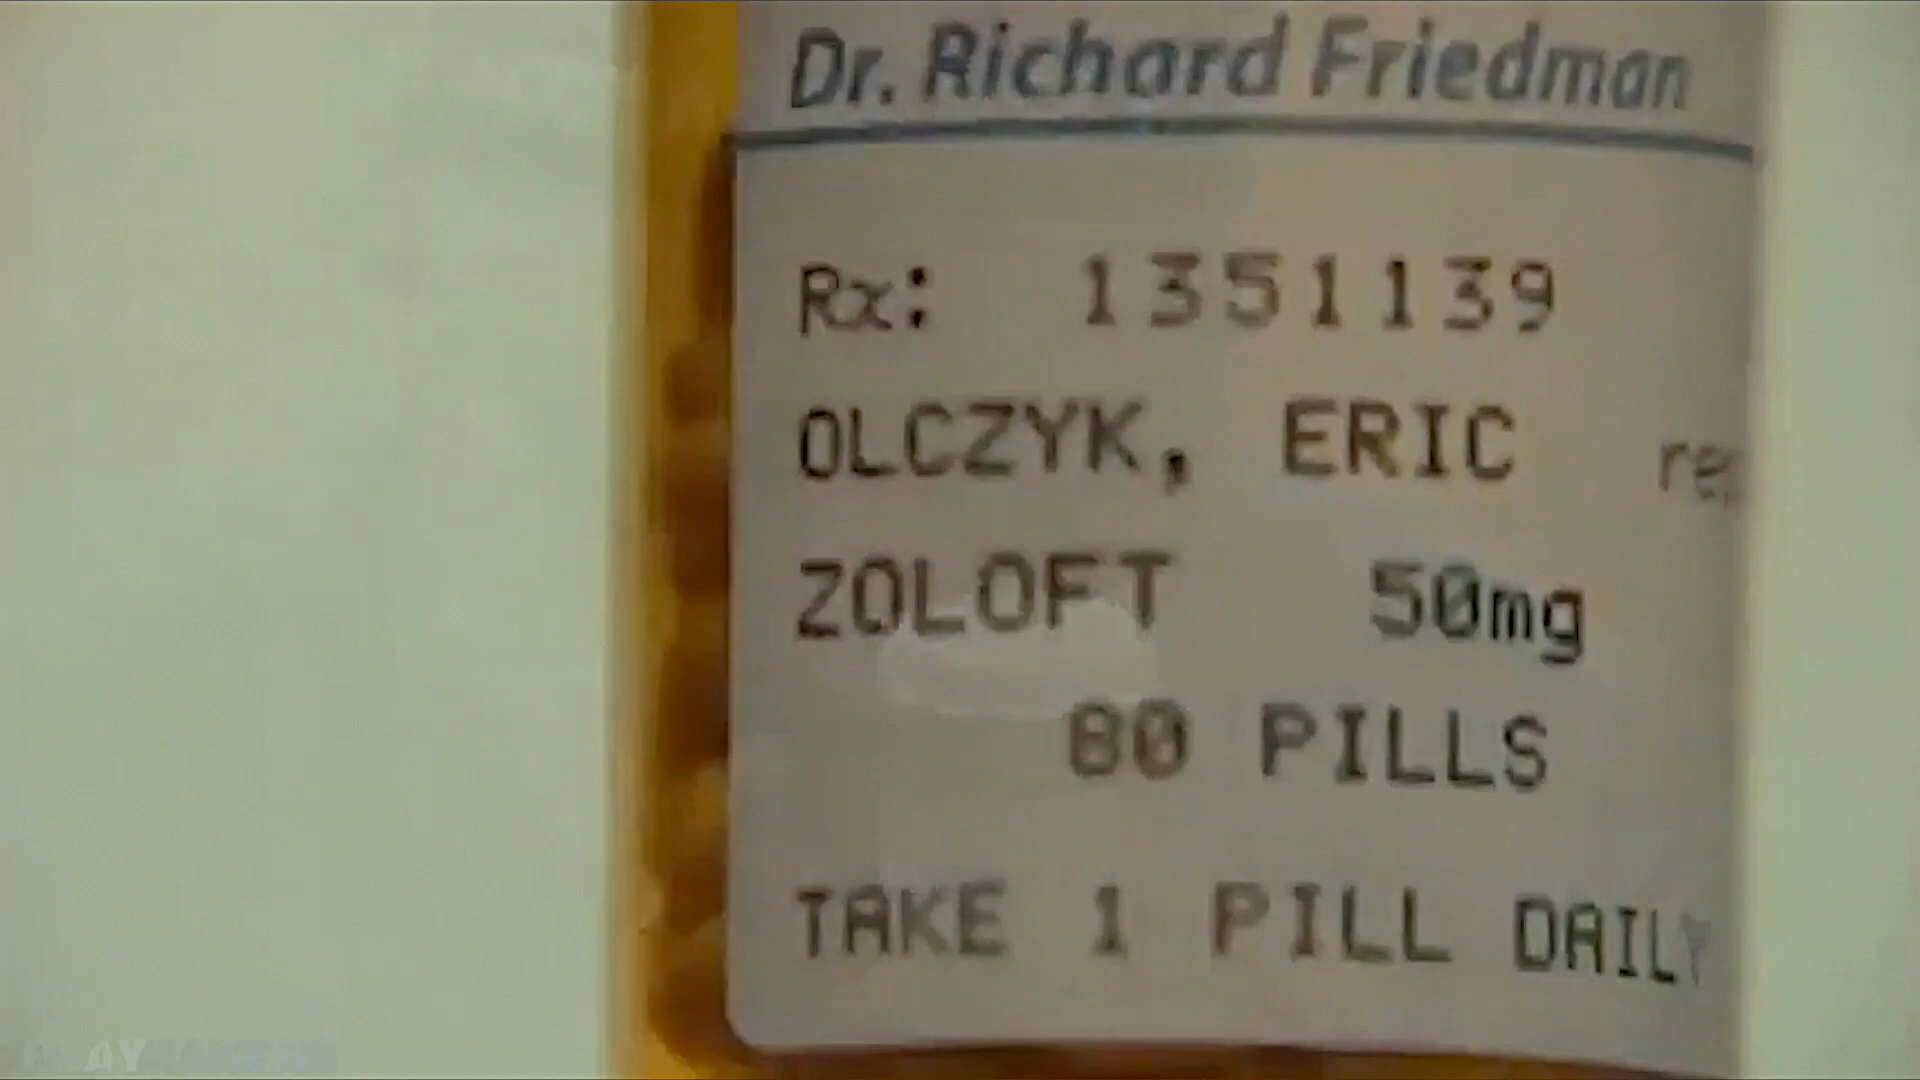 Dr. Richard Friedman
Rx: 1351139
OLCZYK, ERIC
ZOLOFT 50mg
80 PILLS
TAKE 1 PILL DAILY